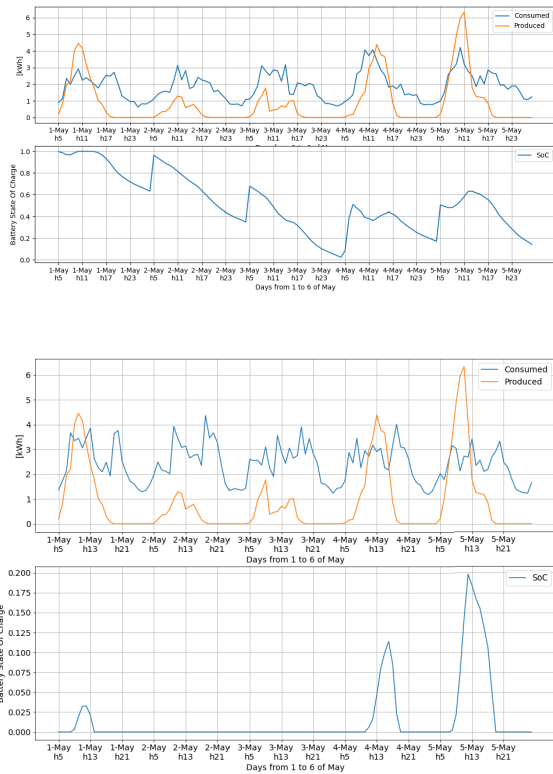 Consumed
Produced
[kWh]
6
5
4
3
2
1
0
1-May 1-May 1-May 1-May 2-May 2-May 2-May 2-May 3-May 3-May 3-May 3-May 4-May 4-May 4-May 4-May 5-May 5-May 5-May 5-May
h5 h11 h17 h23 h5 h11 h17 h23 h5 h11 h17 h23 h5 h11 h17 h23 h5 h11 h17 h23
SoC
Battery State Of Charge
1.0
0.8
0.6
0.4
0.2
0.0
1-May 1-May 1-May 1-May 2-May 2-May 2-May 2-May 3-May 3-May 3-May 3-May 4-May 4-May 4-May 4-May 5-May 5-May 5-May 5-May
h5 h11 h17 h23 h5 h11 h17 h23 h5 h11 h17 h23 h5 h11 h17 h23 h5 h11 h17 h23
Days from 1 to 6 of May
Consumed
Produced
[kWh]
6
5
4
3
2
1
0
1-May 1-May 1-May 2-May 2-May 2-May 3-May 3-May 3-May 4-May 4-May 4-May 5-May 5-May 5-May
h5 h13 h21 h5 h13 h21 h5 h13 h21 h5 h13 h21 h5 h13 h21
Days from 1 to 6 of May
SoC
Battery State Of Charge
0.200
0.175
0.150
0.125
0.100
0.075
0.050
0.025
0.000
1-May 1-May 1-May 2-May 2-May 2-May 3-May 3-May 3-May 4-May 4-May 4-May 5-May 5-May 5-May
h5 h13 h21 h5 h13 h21 h5 h13 h21 h5 h13 h21 h5 h13 h21
Days from 1 to 6 of May